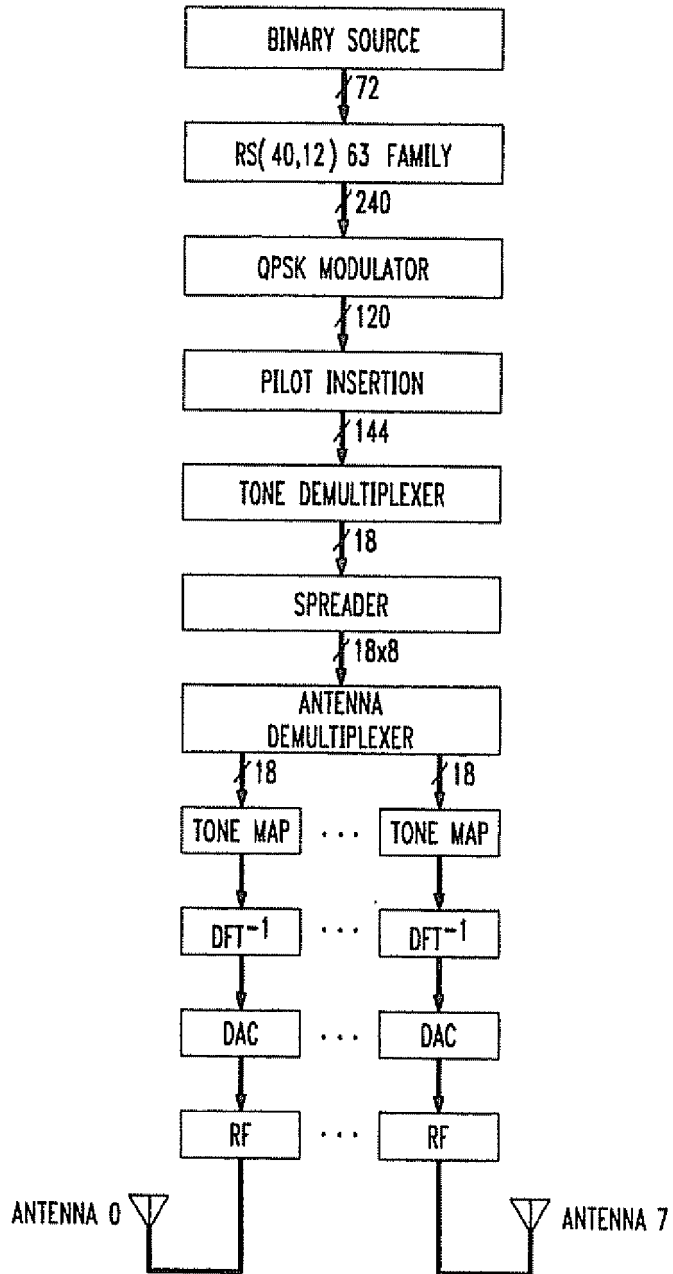 BINARY SOURCE
72
RS(40,12) 63 FAMILY
240
QPSK MODULATOR
120
PILOT INSERTION
144
TONE DEMULTIPLEXER
18
SPREADER
18x8
ANTENNA
DEMULTIPLEXER
18 18
TONE MAP ... TONE MAP
DFT⁻¹ ... DFT⁻¹
DAC ... DAC
RF ... RF
ANTENNA 0 ANTENNA 7